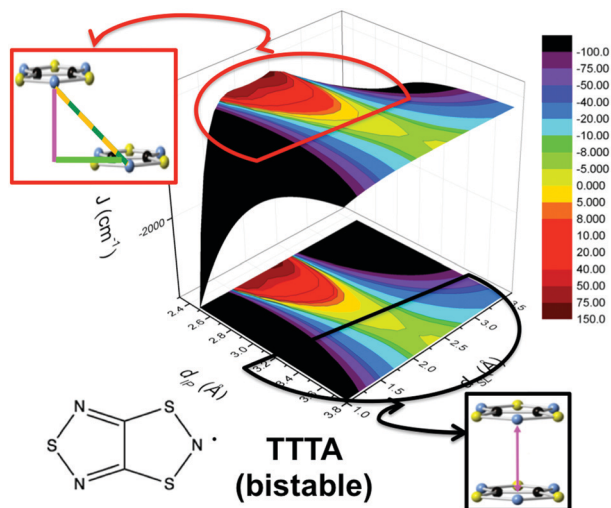 -100.0
-75.00
-50.00
-40.00
-20.00
-10.00
-8.000
-5.000
0.000
5.000
8.000
10.00
20.00
40.00
50.00
75.00
150.0
J (cm-1)
-2000
2.4
2.6
2.8
3.0
3.2
3.4
3.6
3.8
dIP (Å)
1.0
1.5
2.0
2.5
3.0
3.5
dSL (Å)
N
S
S
N •
N
S
TTTA
(bistable)